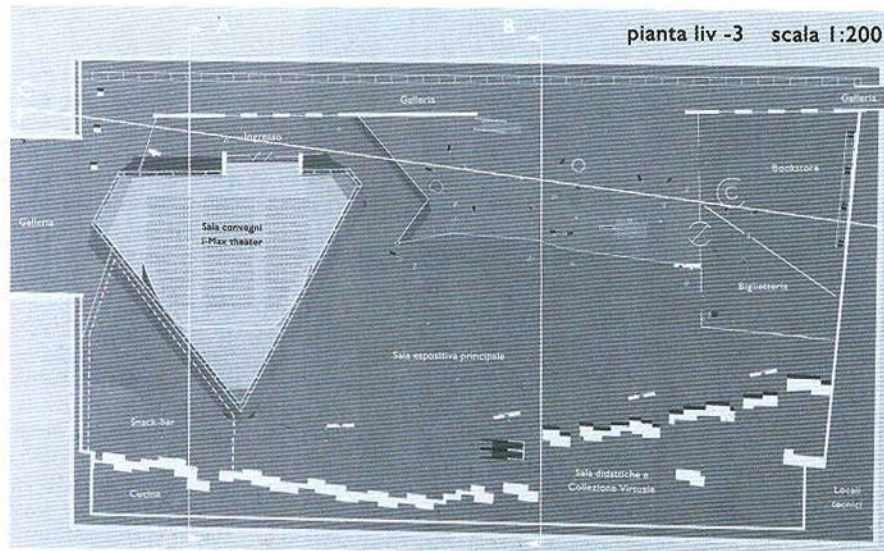 A
B
pianta liv -3 scala 1:200
Galleria
Galleria
Ingresso
Bookstore
Galleria
Sala convegni
i-Max theater
Biglietteria
Sala espositiva principale
Snack-bar
Sala didattiche e
Collezione Virsuale
Cucina
Locali
tecnici